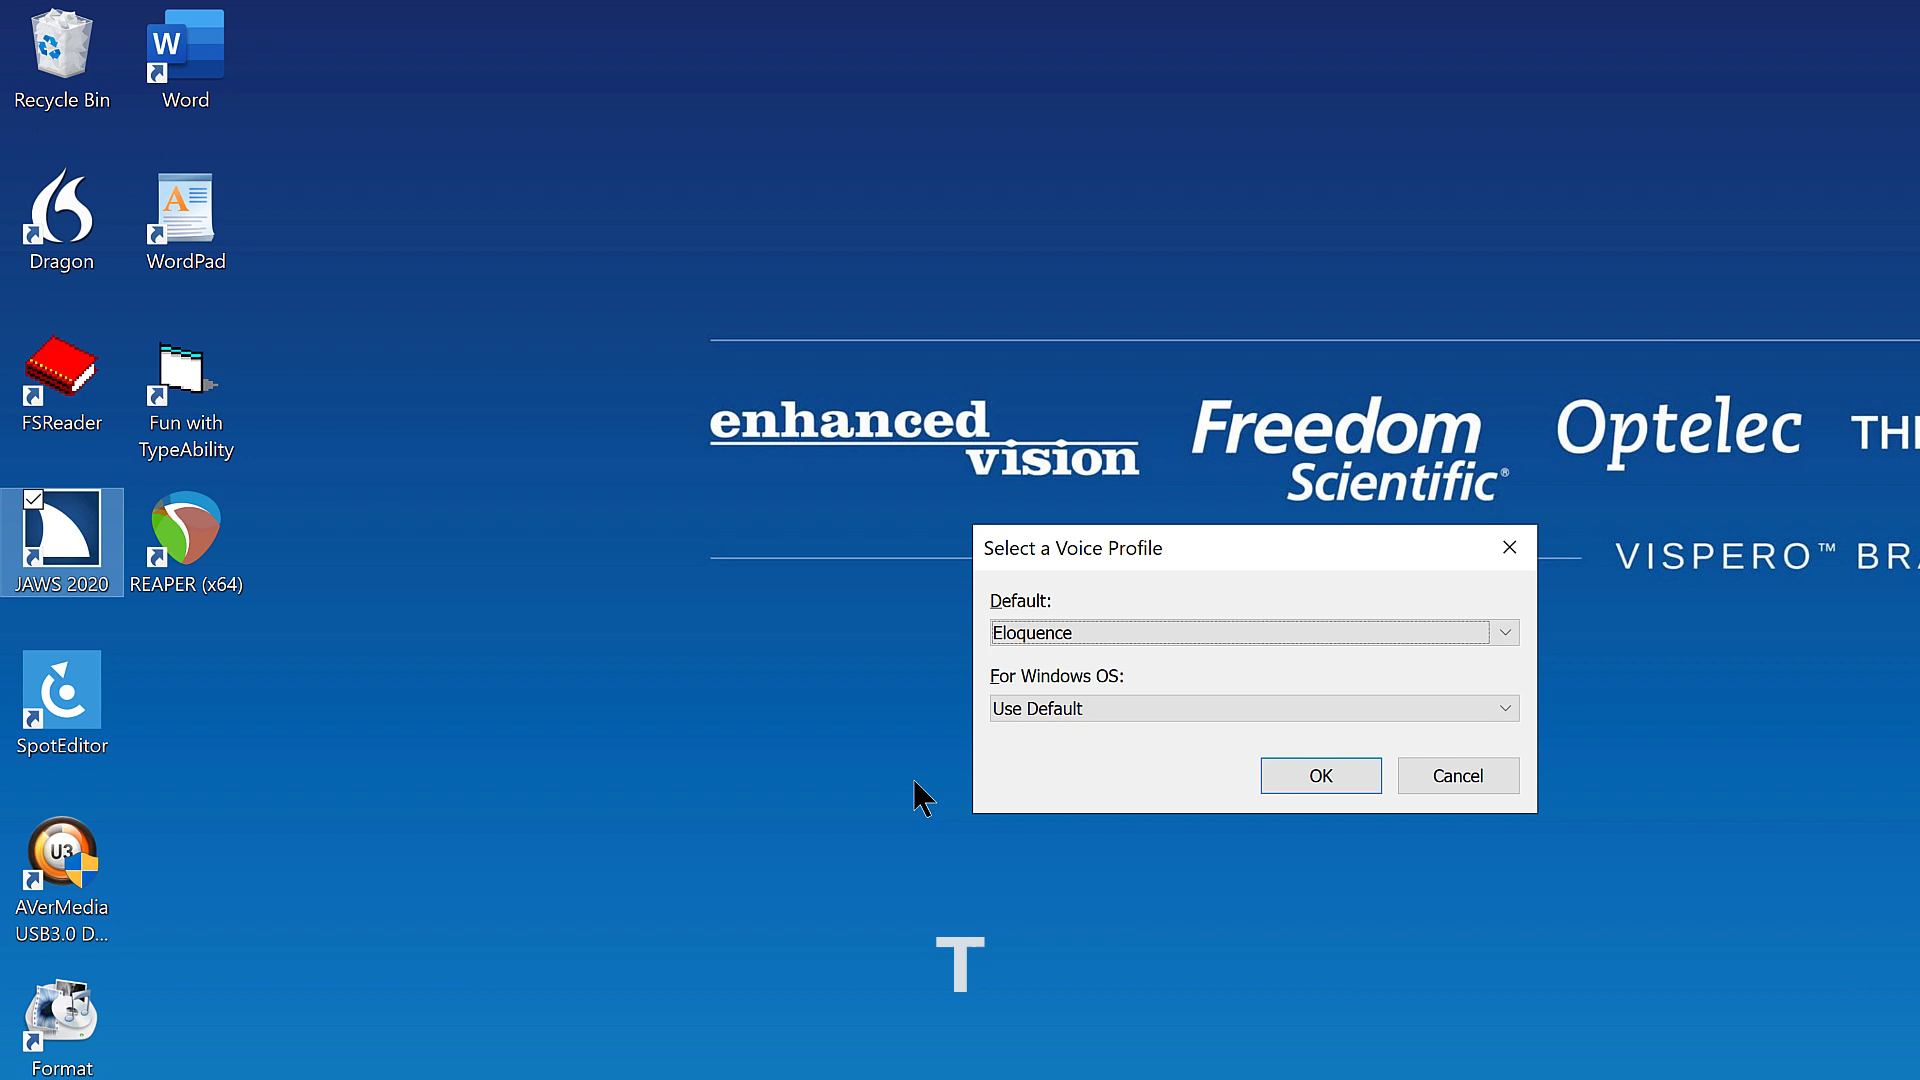 Recycle Bin
Word
Dragon
WordPad
FSReader
Fun with
TypeAbility
JAWS 2020
REAPER (x64)
SpotEditor
U3
AVerMedia
USB3.0 D...
Format
enhanced
vision
Freedom
Scientific®
Optelec
VISPERO™
Select a Voice Profile
Default:
Eloquence
For Windows OS:
Use Default
OK
Cancel
T